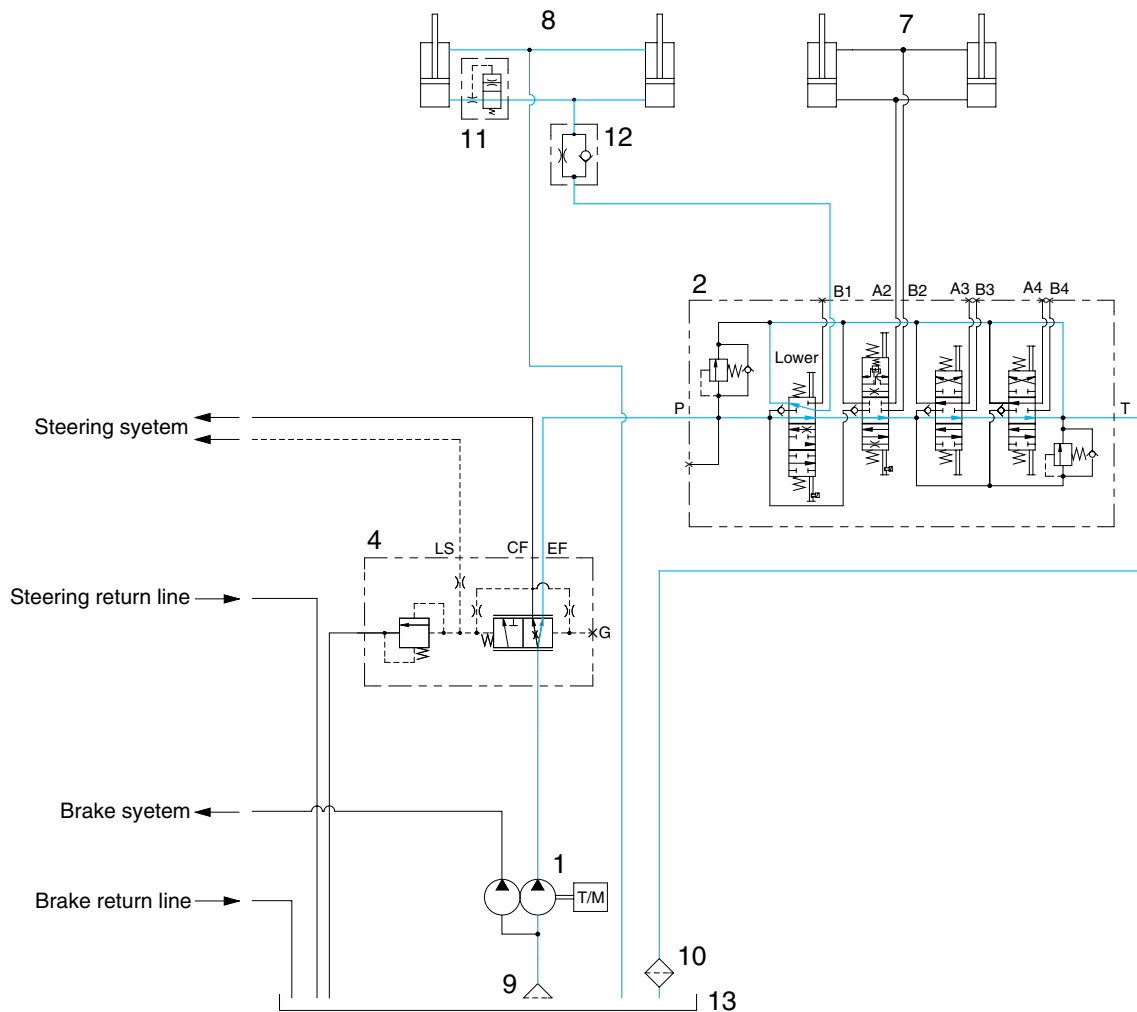 8
7
11
12
2
B1
A2
B2
A3
B3
A4
B4
Lower
P
T
Steering syetem
4
LS
CF
EF
G
Steering return line
Brake syetem
1
T/M
Brake return line
9
10
13